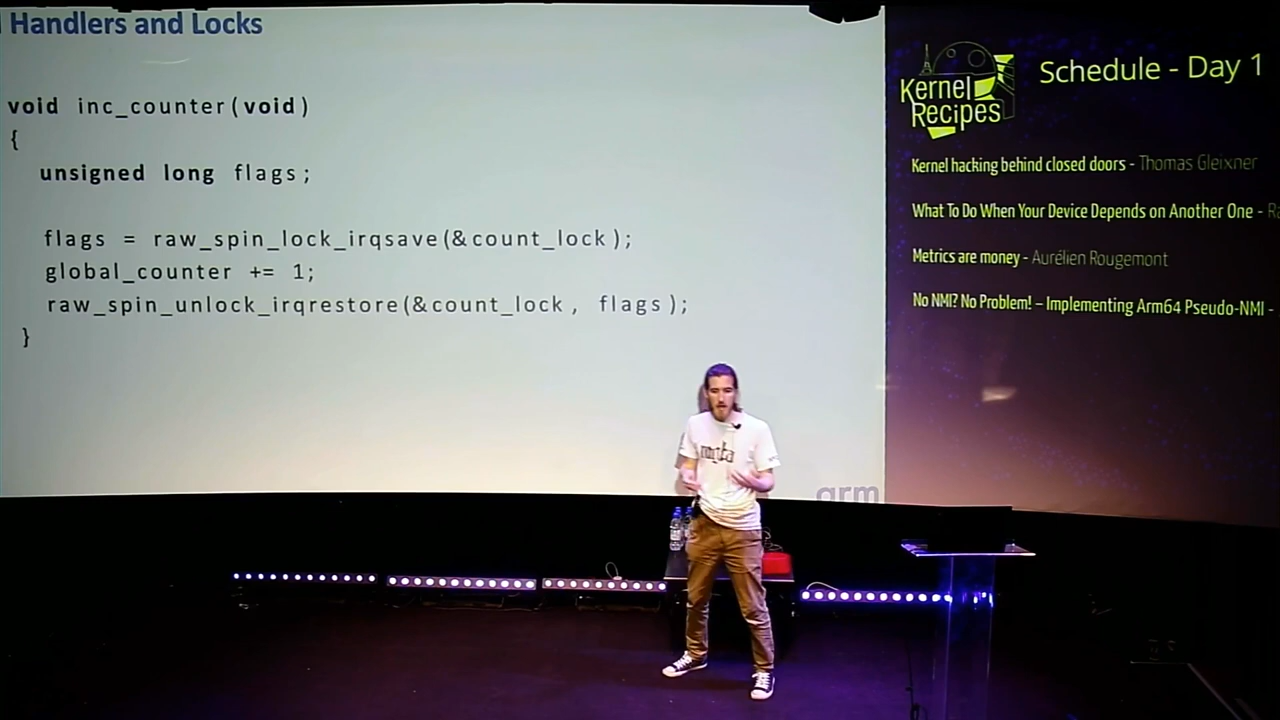 Handlers and Locks
void inc_counter(void)
{
unsigned long flags;
flags = raw_spin_lock_irqsave(&count_lock);
global_counter += 1;
raw_spin_unlock_irqrestore(&count_lock, flags);
}
arm
Kernel
Recipes
Schedule - Day 1
Kernel hacking behind closed doors - Thomas Gleixner
What To Do When Your Device Depends on Another One -
Metrics are money - Aurélien Rougemont
No NMI? No Problem! – Implementing Arm64 Pseudo-NMI -